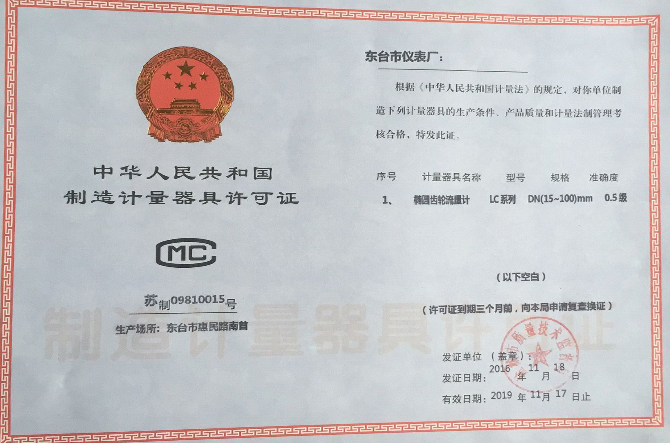 中华人民共和国
制造计量器具许可证
CMC
苏制09810015号
生产场所：东台市惠民路南首
东台市仪表厂：
根据《中华人民共和国计量法》的规定，对你单位制
造下列计量器具的生产条件、产品质量和计量法制管理考
核合格，特发此证。
序号 计量器具名称 型号 规格 准确度
1、 椭圆齿轮流量计 LC系列 DN(15~100)mm 0.5级
（以下空白）
（许可证到期三个月前，向本局申请复查换证）
发证单位（盖章）：
发证日期：2016年11月18日
有效日期：2019年11月17日止
制造计量器具许可证